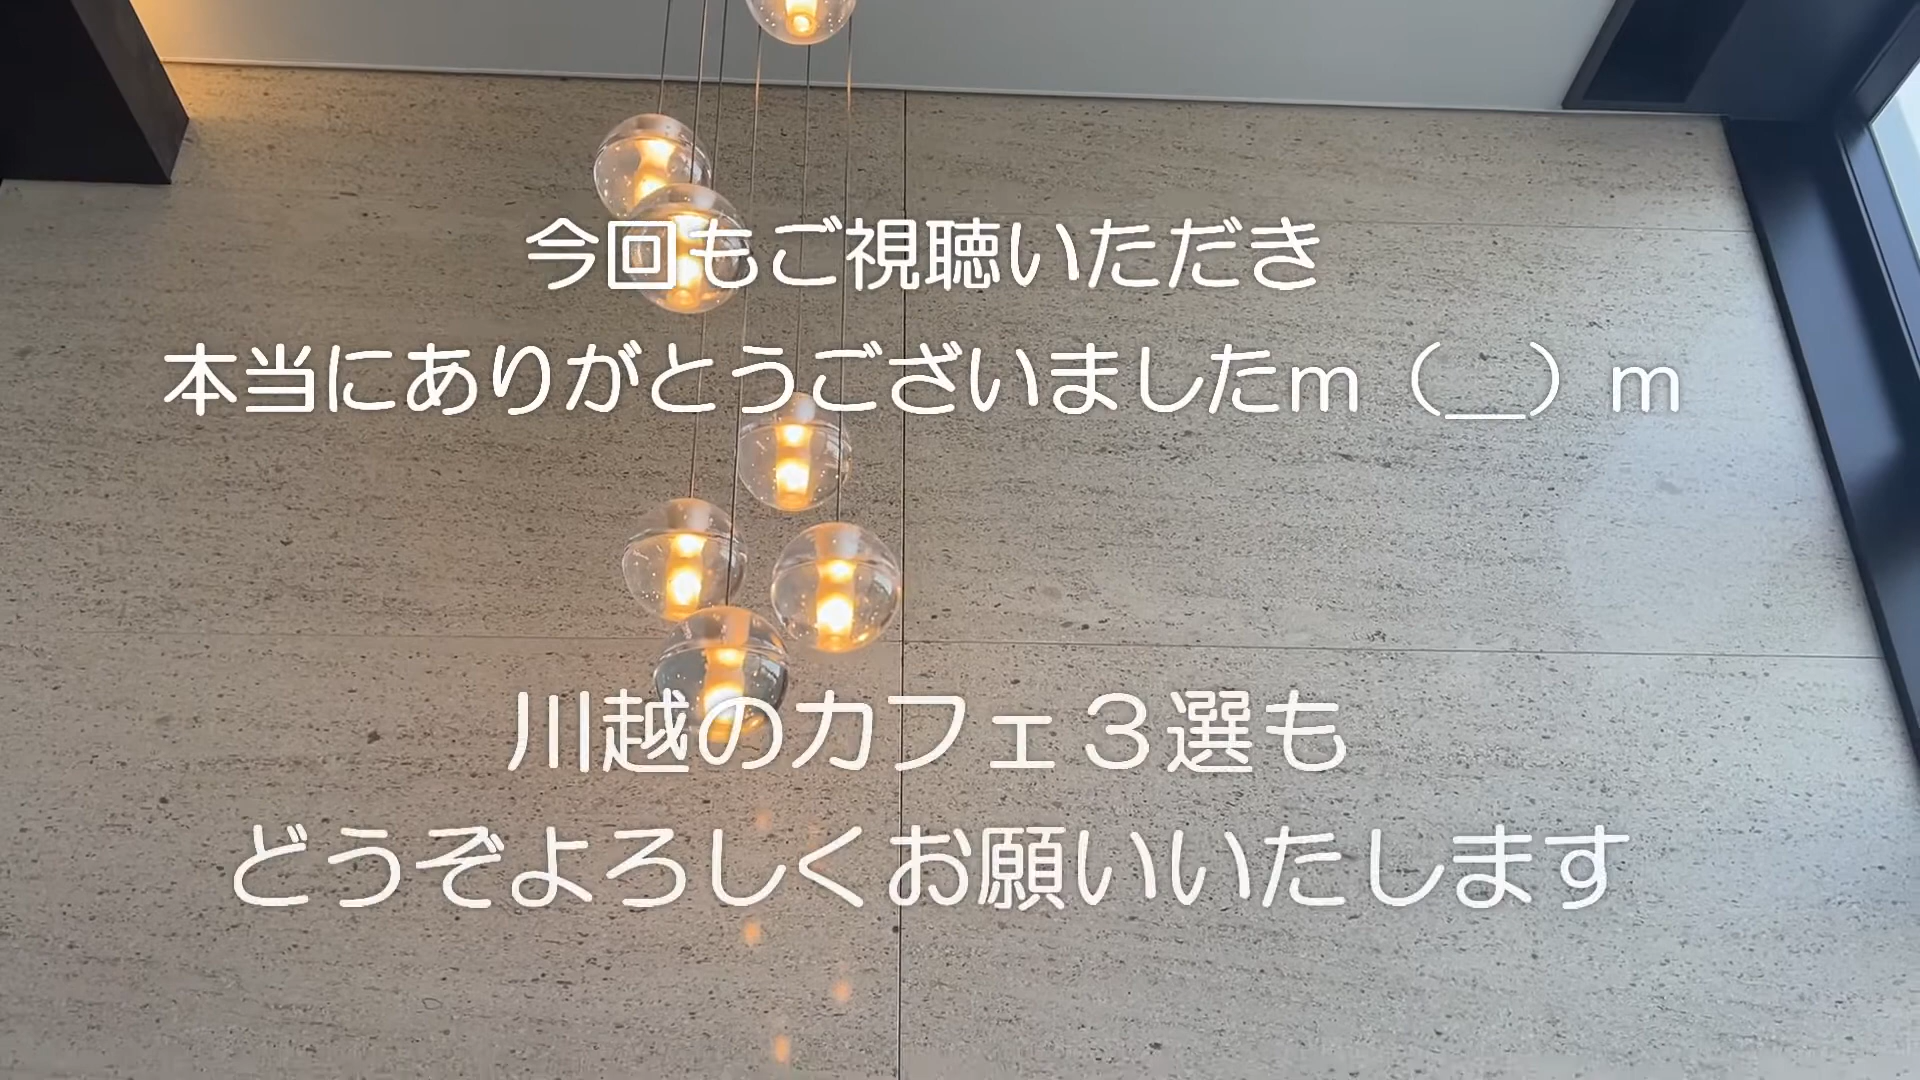 今回もご視聴いただき
本当にありがとうございましたｍ（__）ｍ
川越のカフェ３選も
どうぞよろしくお願いいたします